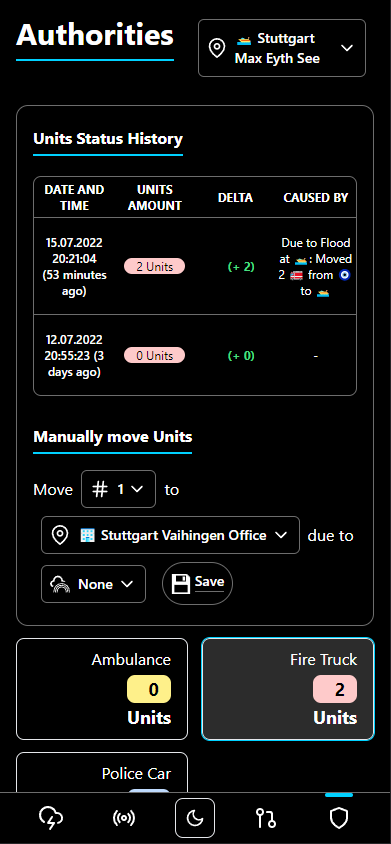 Authorities
Stuttgart
Max Eyth See
Units Status History
DATE AND
TIME
UNITS
AMOUNT
DELTA
CAUSED BY
15.07.2022
20:21:04
(53 minutes
ago)
2 Units
(+ 2)
Due to Flood
at : Moved
2 from
to
12.07.2022
20:55:23 (3
days ago)
0 Units
(+ 0)
-
Manually move Units
Move # 1 to
Stuttgart Vaihingen Office due to
None Save
Ambulance
0
Units
Fire Truck
2
Units
Police Car